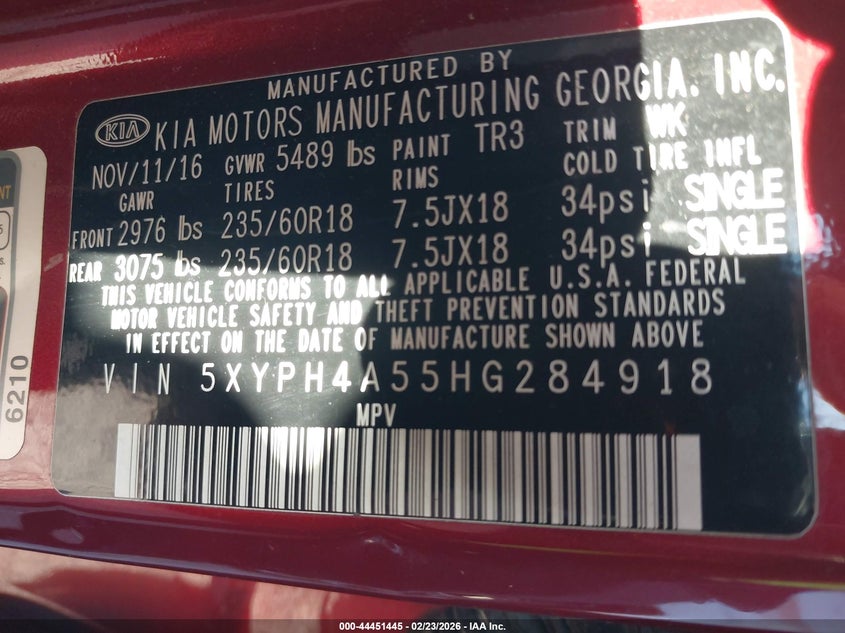 MANUFACTURED BY
KIA KIA MOTORS MANUFACTURING GEORGIA. INC.
NOV/11/16 GVWR 5489 lbs PAINT TR3 TRIM WK
GAWR TIRES RIMS COLD TIRE INFL
FRONT 2976 lbs 235/60R18 7.5JX18 34psi SINGLE
REAR 3075 lbs 235/60R18 7.5JX18 34psi SINGLE
THIS VEHICLE CONFORMS TO ALL APPLICABLE U.S.A. FEDERAL
MOTOR VEHICLE SAFETY AND THEFT PREVENTION STANDARDS
IN EFFECT ON THE DATE OF MANUFACTURE SHOWN ABOVE
VIN 5XYPH4A55HG284918
MPV
6210
000-44451445 | 02/23/2026 - IAA Inc.